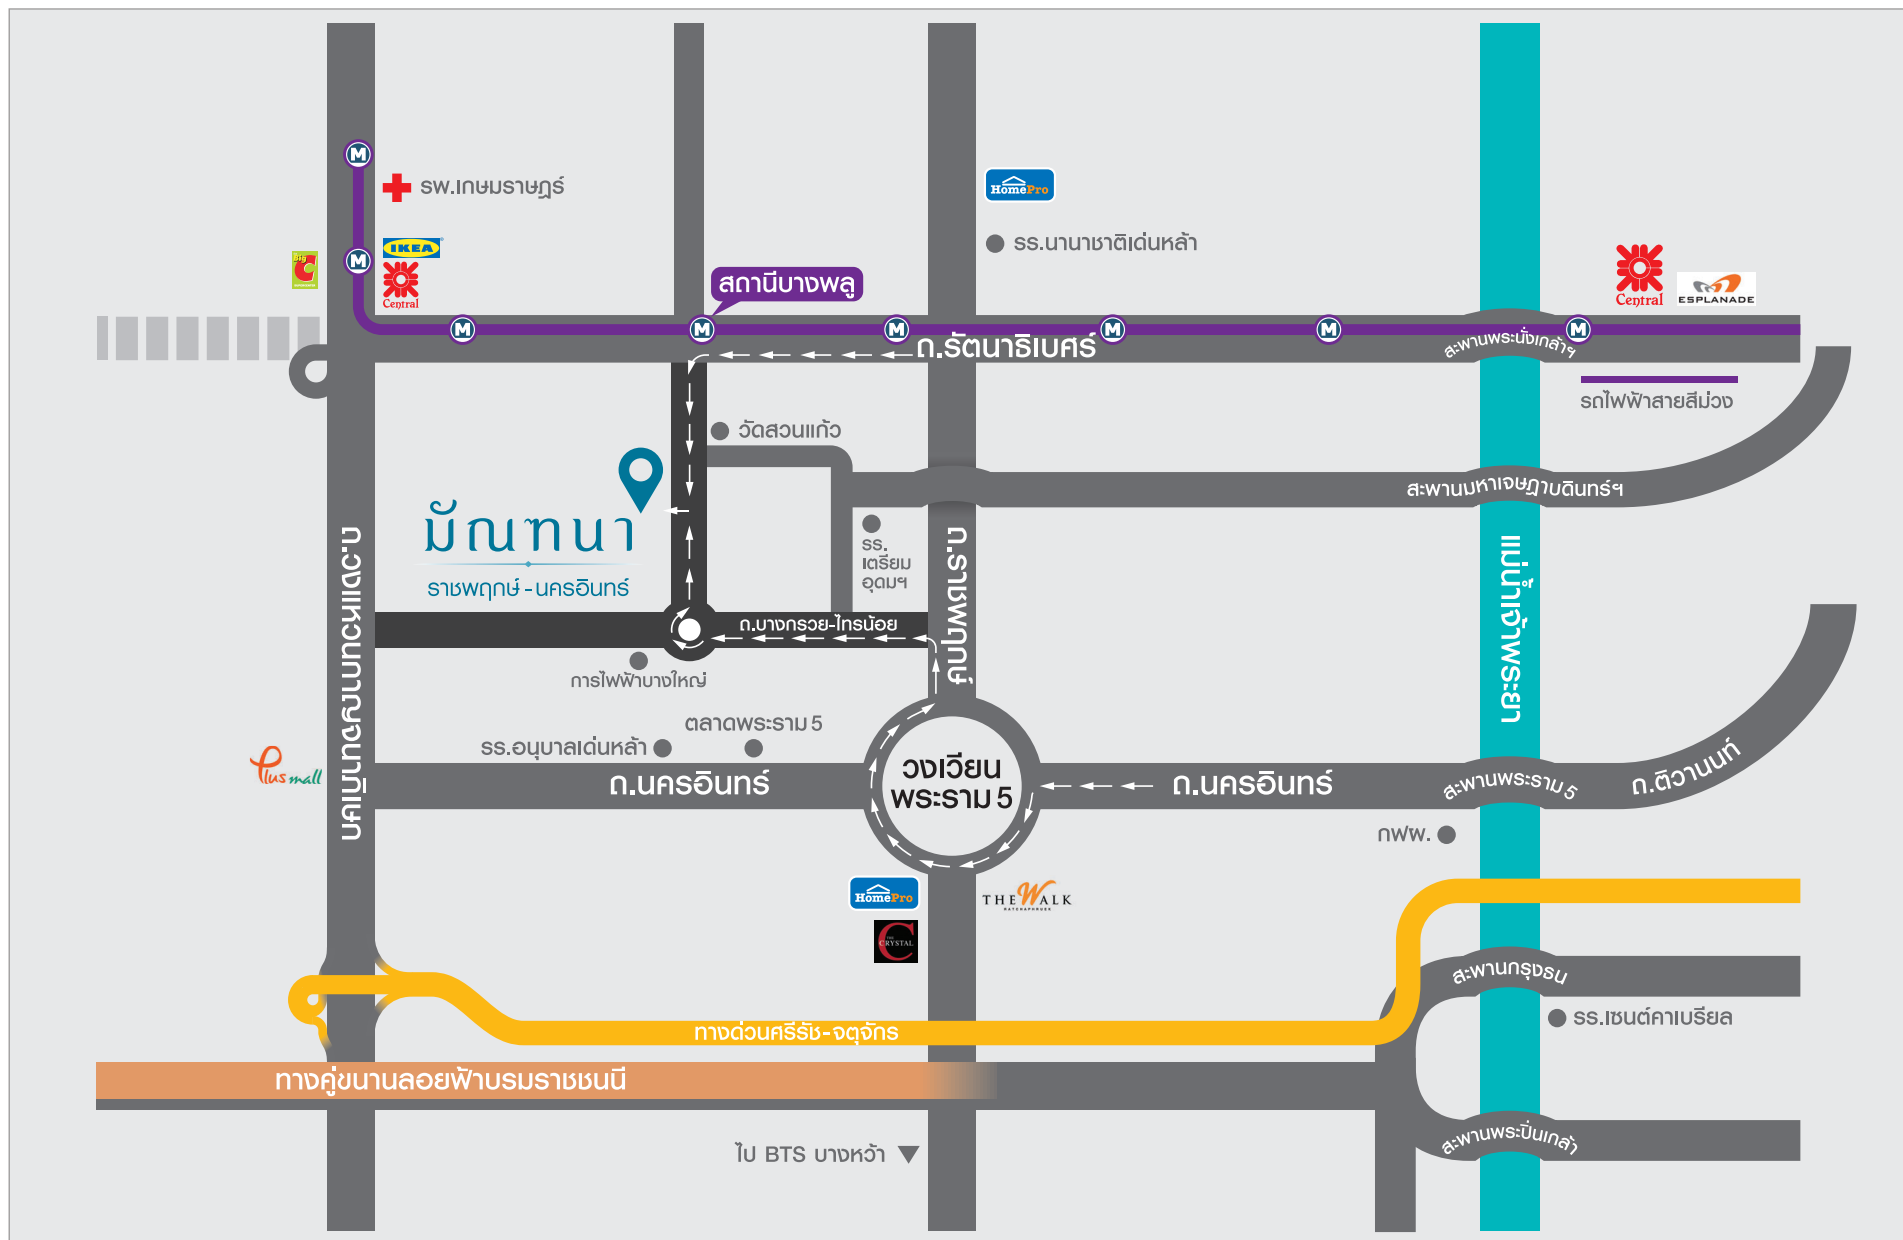 M
รพ.เกษมราษฎร์
HomePro
รร.นานาชาติเด่นหล้า
Big
C
M
IKEA
Central
สถานีบางพลู
Central
ESPLANADE
M
M
M
M
M
M
ถ.รัตนาธิเบศร์
สะพานพระนั่งเกล้าฯ
รถไฟฟ้าสายสีม่วง
วัดสวนแก้ว
สะพานมหาเจษฎาบดินทร์ฯ
มัณฑนา
ราชพฤกษ์-นครอินทร์
รร.
เตรียม
อุดมฯ
ถ.วงแหวนกาญจนาภิเษก
ถ.ราชพฤกษ์
แม่น้ำเจ้าพระยา
ถ.บางกรวย-ไทรน้อย
การไฟฟ้าบางใหญ่
ตลาดพระราม 5
รร.อนุบาลเด่นหล้า
Plus mall
ถ.นครอินทร์
วงเวียน
พระราม 5
ถ.นครอินทร์
สะพานพระราม 5
ถ.ติวานนท์
กฟผ.
HomePro
THE WALK
RATCHAPHRUEK
THE
CRYSTAL
สะพานกรุงธน
รร.เซนต์คาเบรียล
ทางด่วนศรีรัช-จตุจักร
ทางคู่ขนานลอยฟ้าบรมราชชนนี
สะพานพระปิ่นเกล้า
ไป BTS บางหว้า